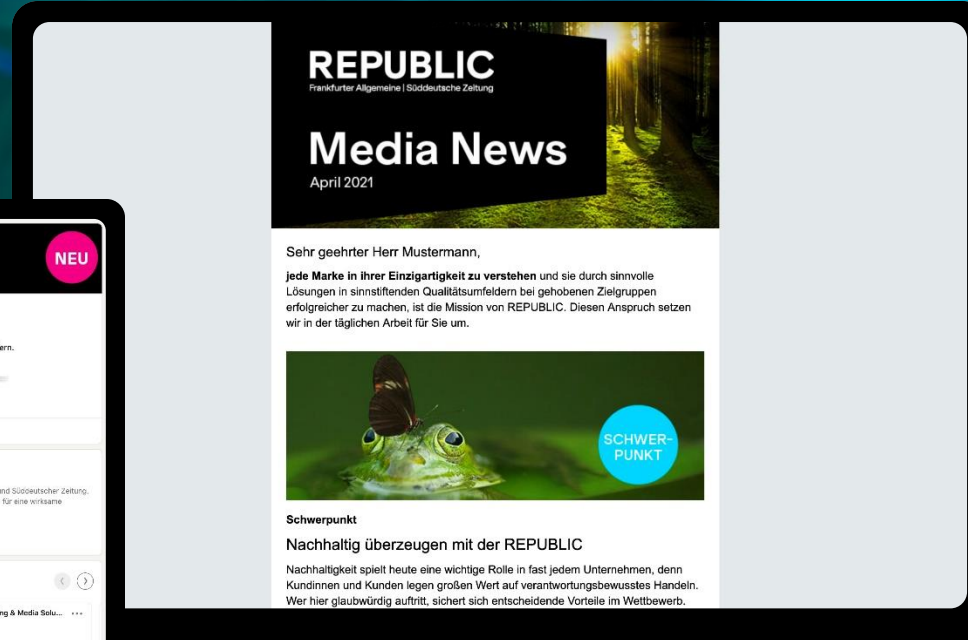 REPUBLIC
Frankfurter Allgemeine | Süddeutsche Zeitung
Media News
April 2021
Sehr geehrter Herr Mustermann,
jede Marke in ihrer Einzigartigkeit zu verstehen und sie durch sinnvolle
Lösungen in sinnstiftenden Qualitätsumfeldern bei gehobenen Zielgruppen
erfolgreicher zu machen, ist die Mission von REPUBLIC. Diesen Anspruch setzen
wir in der täglichen Arbeit für Sie um.
SCHWER-
PUNKT
Schwerpunkt
Nachhaltig überzeugen mit der REPUBLIC
Nachhaltigkeit spielt heute eine wichtige Rolle in fast jedem Unternehmen, denn
Kundinnen und Kunden legen großen Wert auf verantwortungsbewusstes Handeln.
Wer hier glaubwürdig auftritt, sichert sich entscheidende Vorteile im Wettbewerb.
NEU
ern.
und Süddeutscher Zeitung,
für eine wirksame
ng & Media Solu...